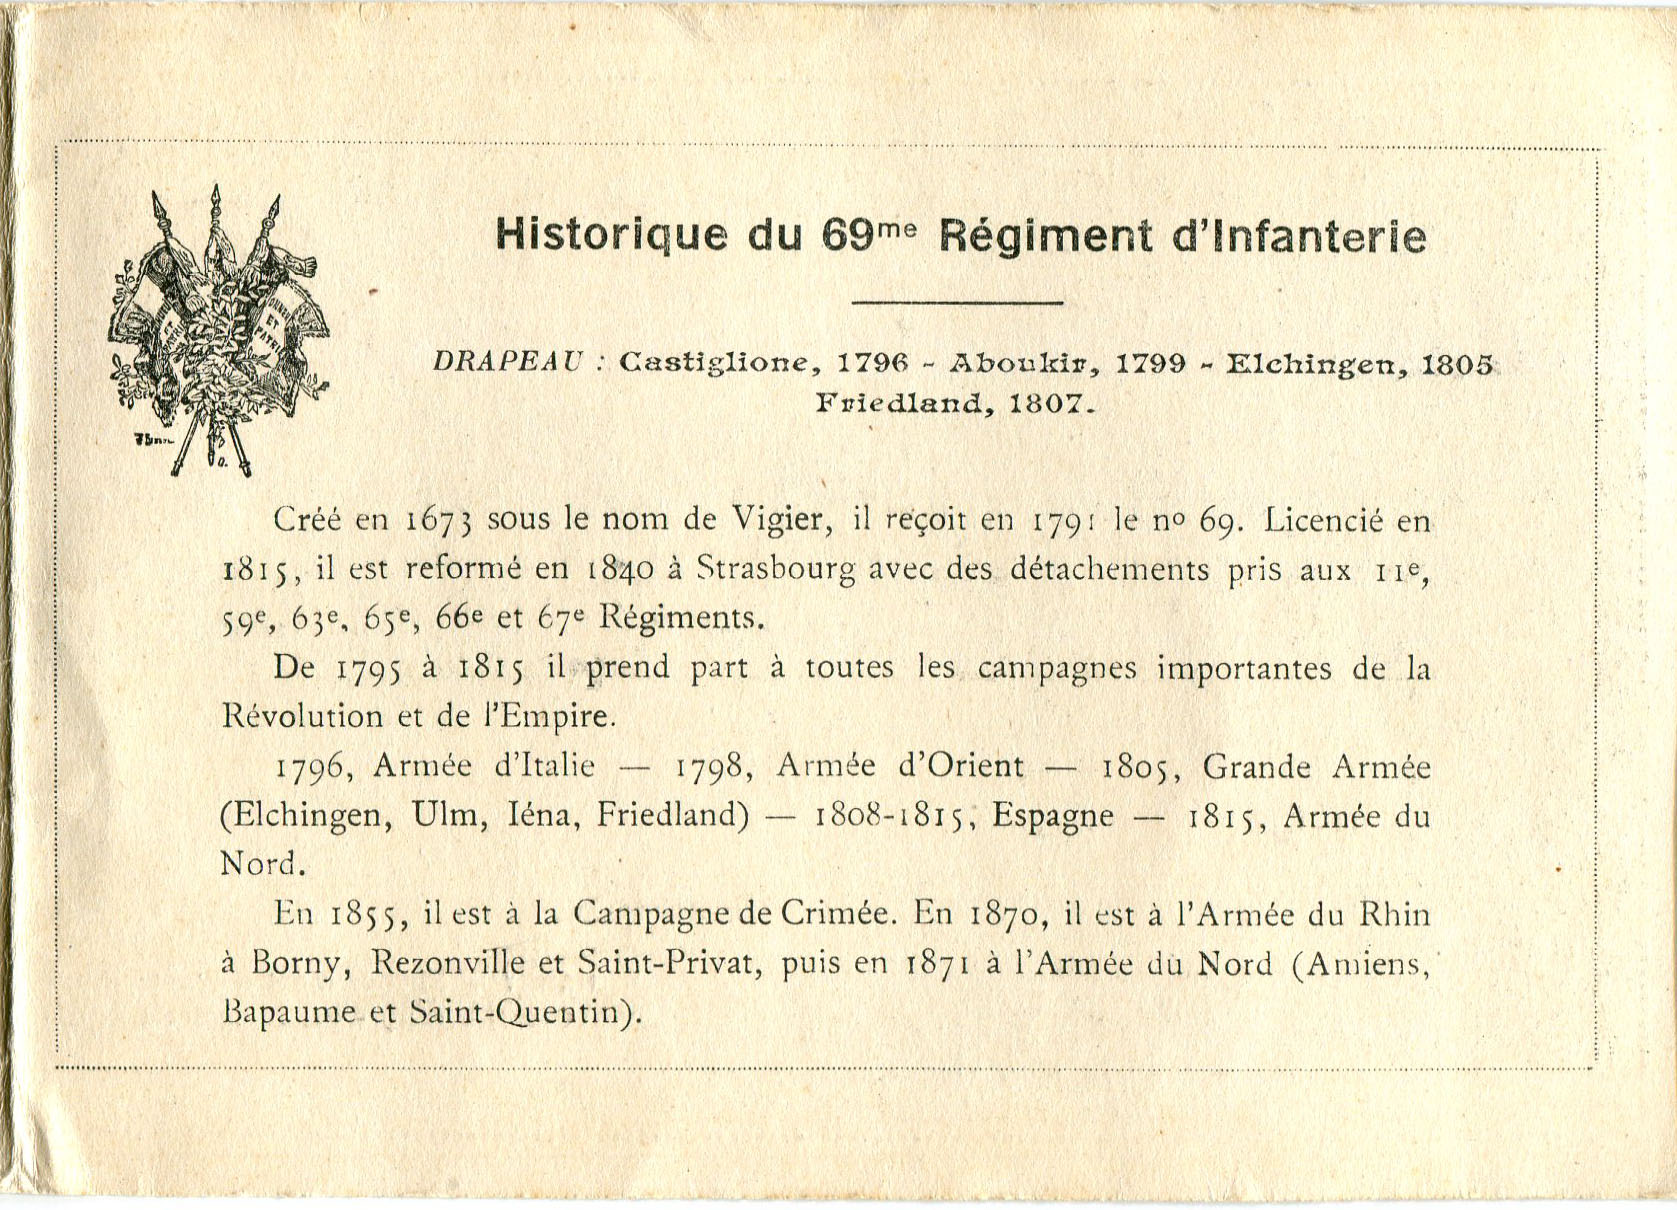 Historique du 69me Régiment d'Infanterie
ET PATRIE
ET PATRIE
DRAPEAU : Castiglione, 1796 - Aboukir, 1799 - Elchingen, 1805
Friedland, 1807.
Créé en 1673 sous le nom de Vigier, il reçoit en 1791 le no 69. Licencié en
1815, il est reformé en 1840 à Strasbourg avec des détachements pris aux 11e,
59e, 63e, 65e, 66e et 67e Régiments.
De 1795 à 1815 il prend part à toutes les campagnes importantes de la
Révolution et de l'Empire.
1796, Armée d'Italie — 1798, Armée d'Orient — 1805, Grande Armée
(Elchingen, Ulm, Iéna, Friedland) — 1808-1815, Espagne — 1815, Armée du
Nord.
En 1855, il est à la Campagne de Crimée. En 1870, il est à l'Armée du Rhin
à Borny, Rezonville et Saint-Privat, puis en 1871 à l'Armée du Nord (Amiens,
Bapaume et Saint-Quentin).